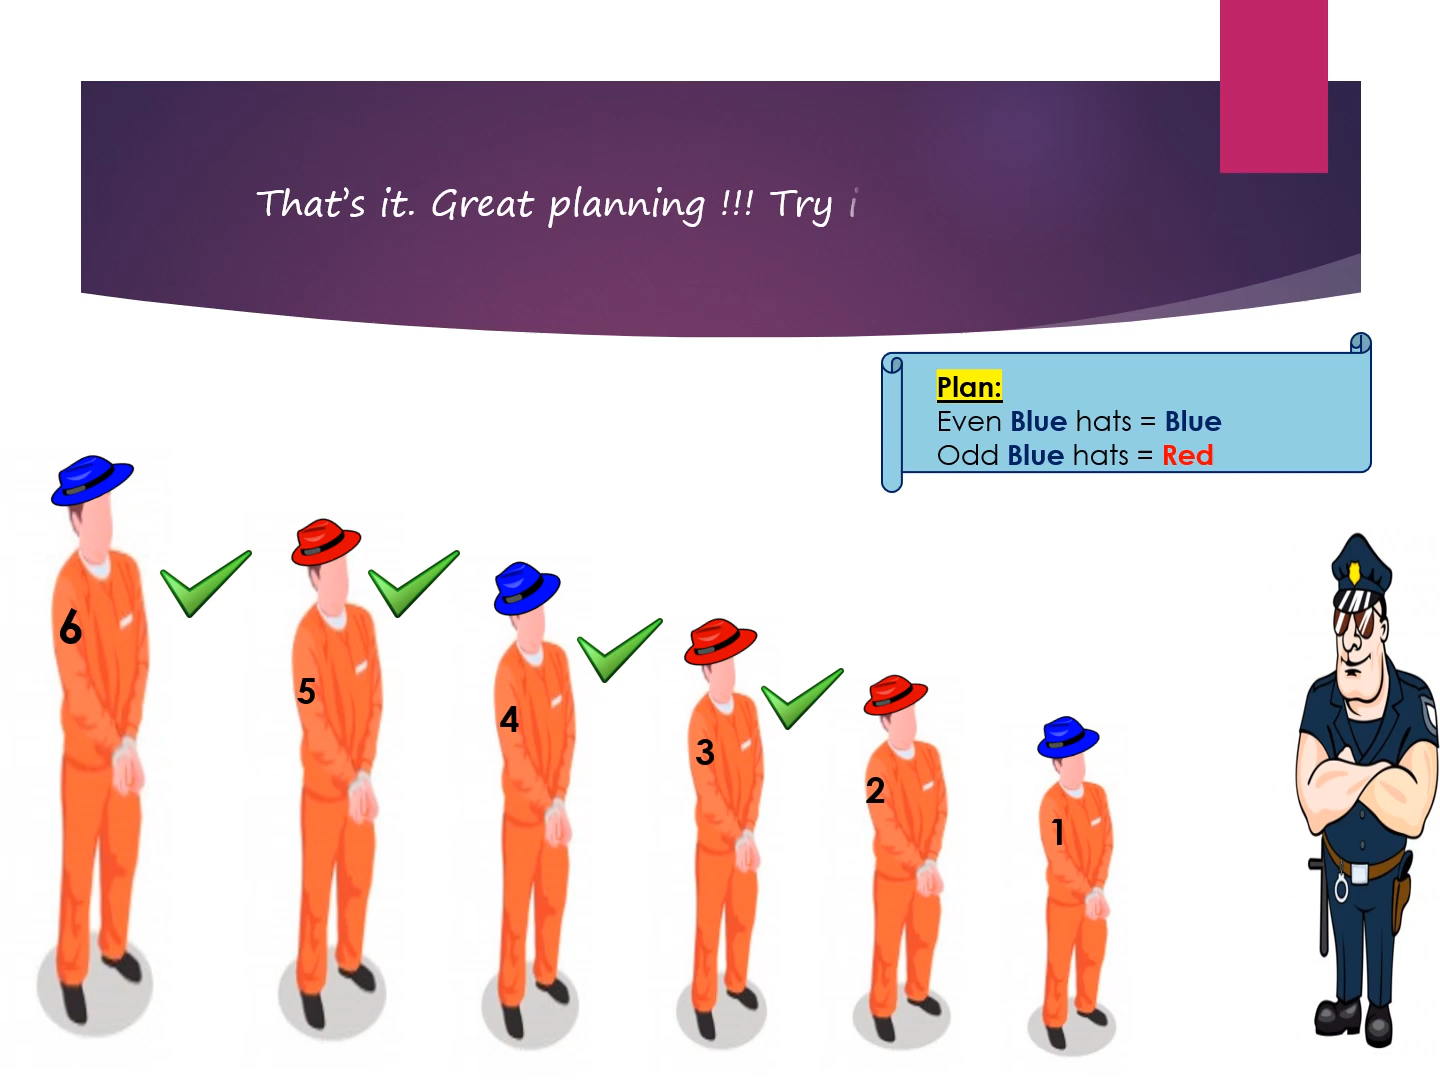 That’s it. Great planning !!! Try i
Plan:
Even Blue hats = Blue
Odd Blue hats = Red
6
5
4
3
2
1